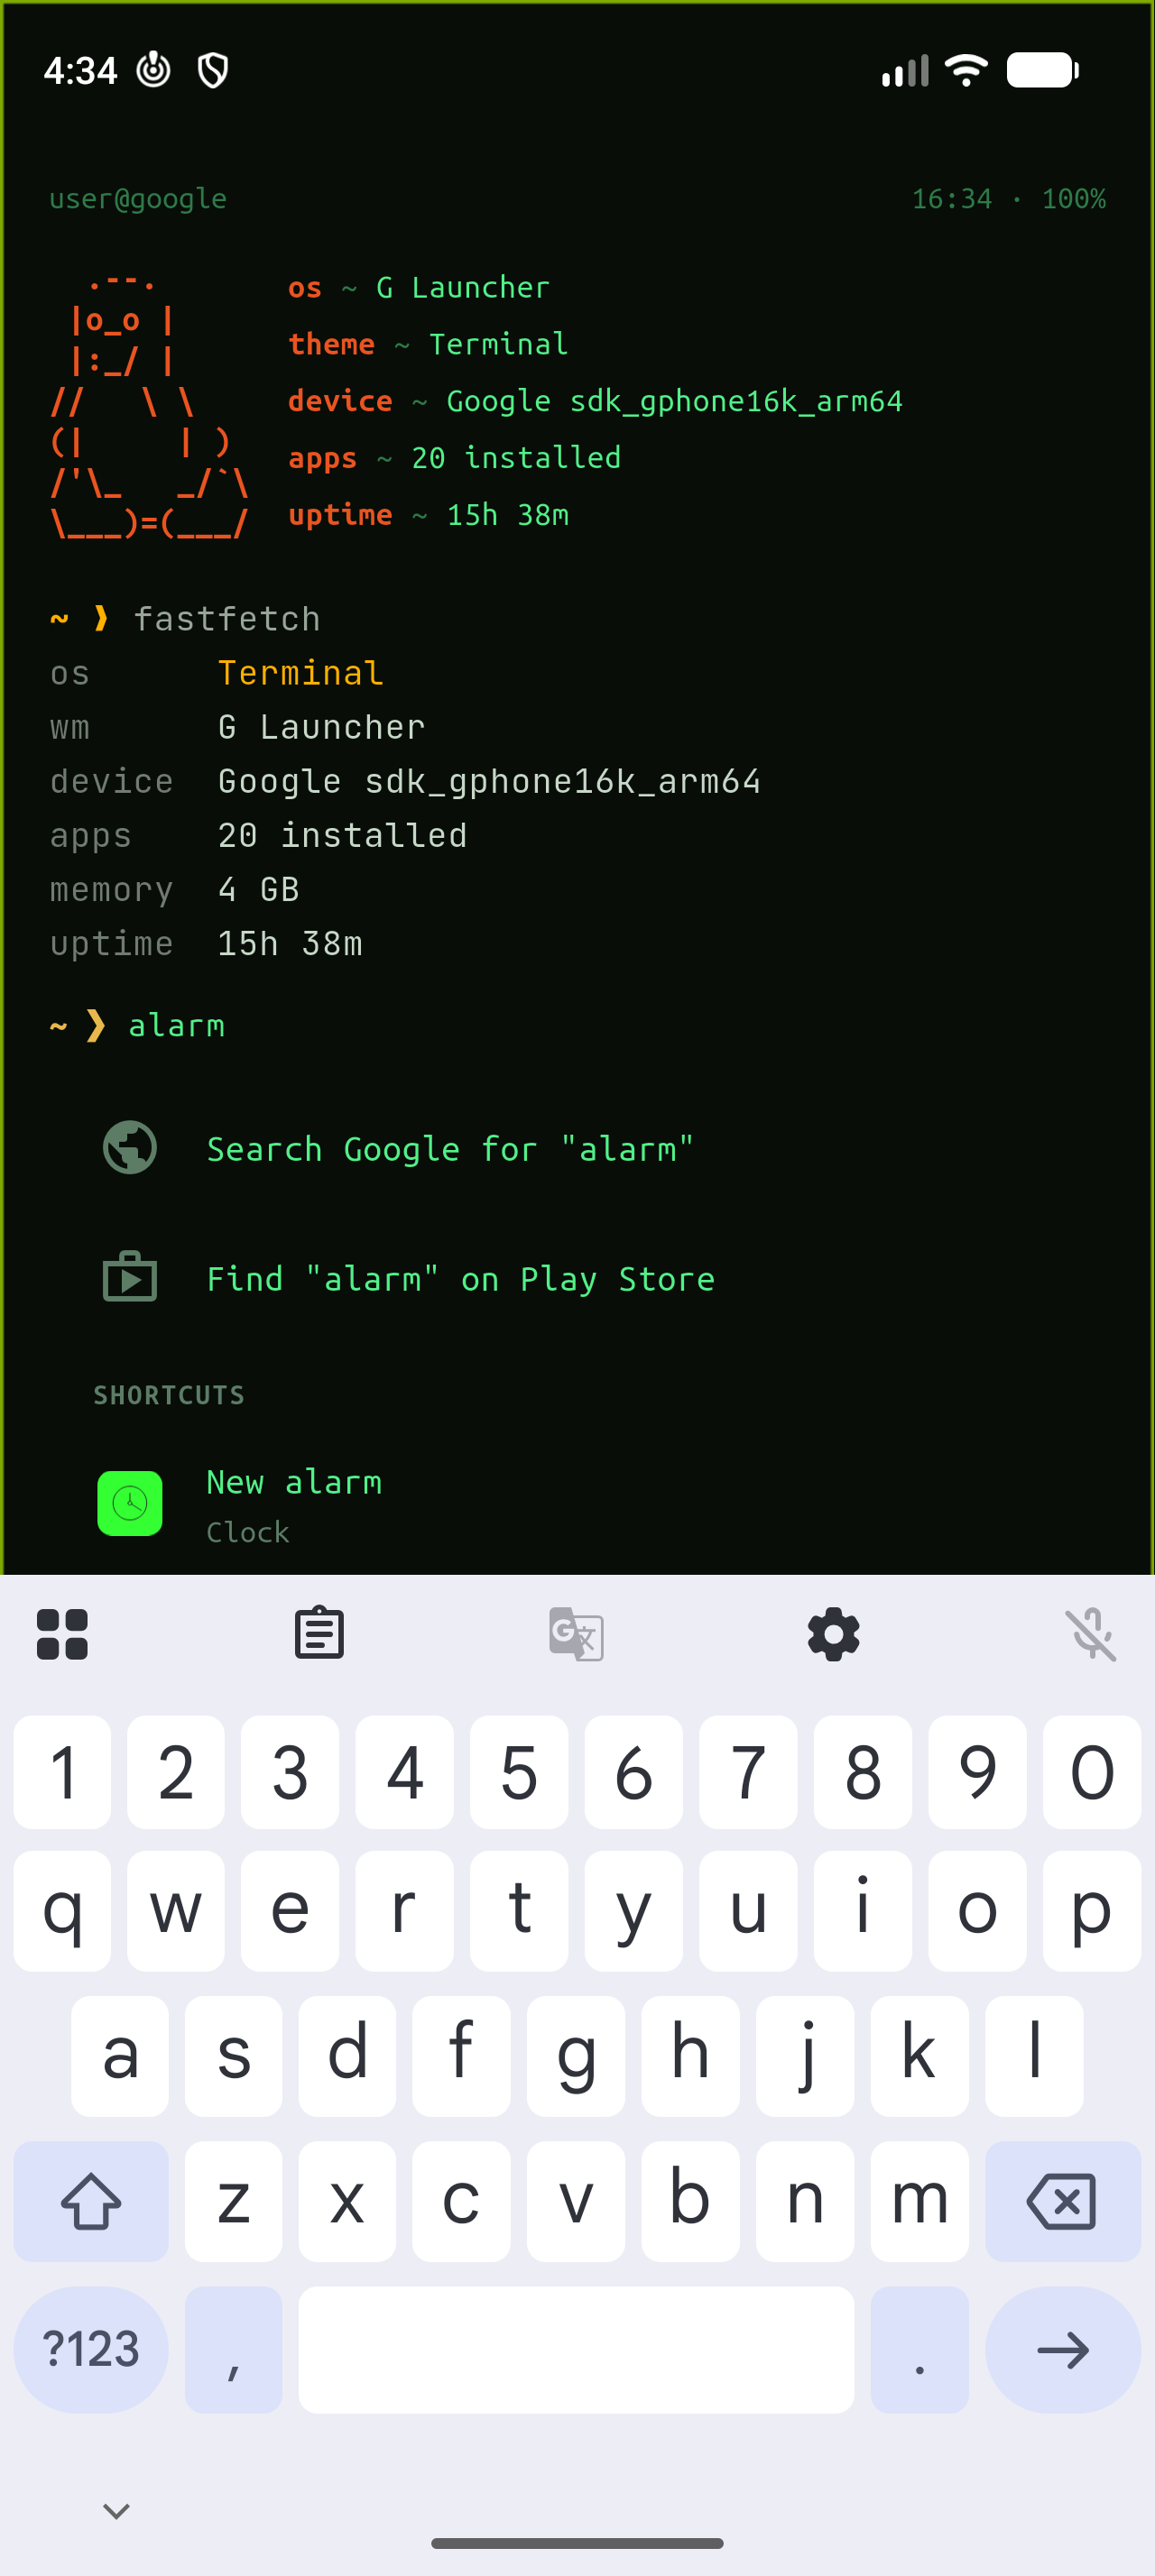 4:34
user@google 16:34 · 100%
.--.
|o_o |
|:_/ |
//   \ \
(|     | )
/'\_   _/`\
\___)=(___/
os ~ G Launcher
theme ~ Terminal
device ~ Google sdk_gphone16k_arm64
apps ~ 20 installed
uptime ~ 15h 38m
~ ❯ fastfetch
os Terminal
wm G Launcher
device Google sdk_gphone16k_arm64
apps 20 installed
memory 4 GB
uptime 15h 38m
~ ❯ alarm
Search Google for "alarm"
Find "alarm" on Play Store
SHORTCUTS
New alarm
Clock
1 2 3 4 5 6 7 8 9 0
q w e r t y u i o p
a s d f g h j k l
z x c v b n m
?123 , .